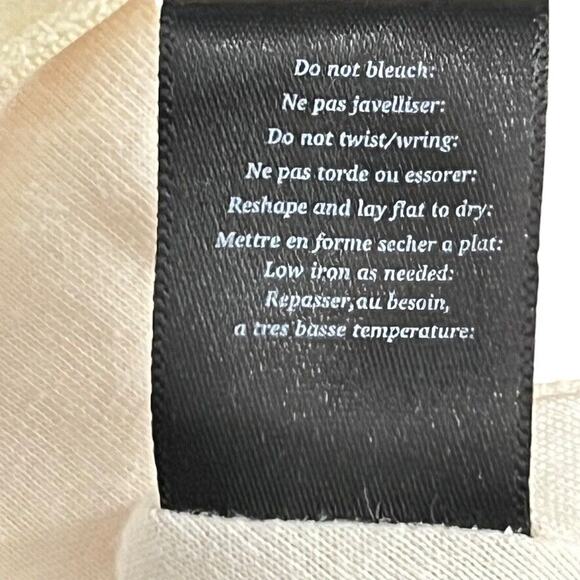 Do not bleach:
Ne pas javelliser:
Do not twist/wring:
Ne pas torde ou essorer:
Reshape and lay flat to dry:
Mettre en forme secher a plat:
Low iron as needed:
Repasser, au besoin,
a tres basse temperature: